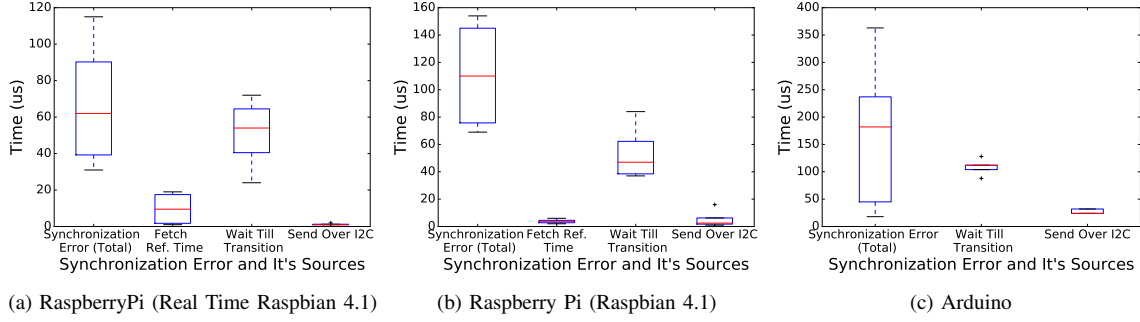 120
100
80
60
40
20
0
Time (us)
Synchronization
Error (Total)
Fetch
Ref. Time
Wait Till
Transition
Send Over I2C
Synchronization Error and It's Sources
(a) RaspberryPi (Real Time Raspbian 4.1)
160
140
120
100
80
60
40
20
0
Time (us)
Synchronization
Error (Total)
Fetch Ref.
Time
Wait Till
Transition
Send Over I2C
Synchronization Error and It's Sources
(b) Raspberry Pi (Raspbian 4.1)
400
350
300
250
200
150
100
50
0
Time (us)
Synchronization Error
(Total)
Wait Till
Transition
Send Over I2C
Synchronization Error and It's Sources
(c) Arduino